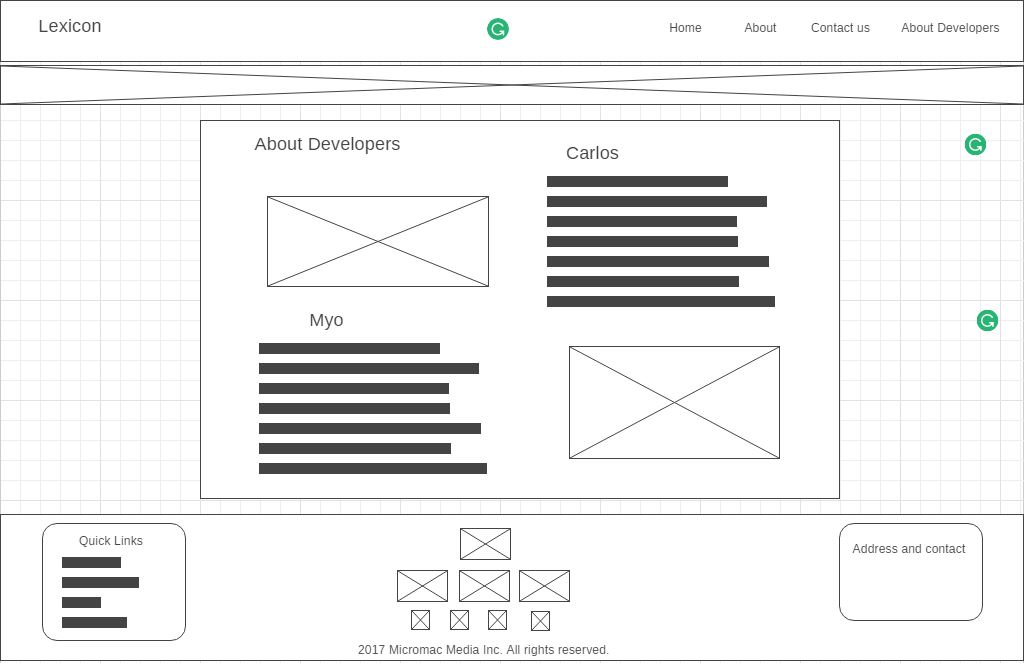 Lexicon
Home
About
Contact us
About Developers
About Developers
Carlos
Myo
Quick Links
Address and contact
2017 Micromac Media Inc. All rights reserved.